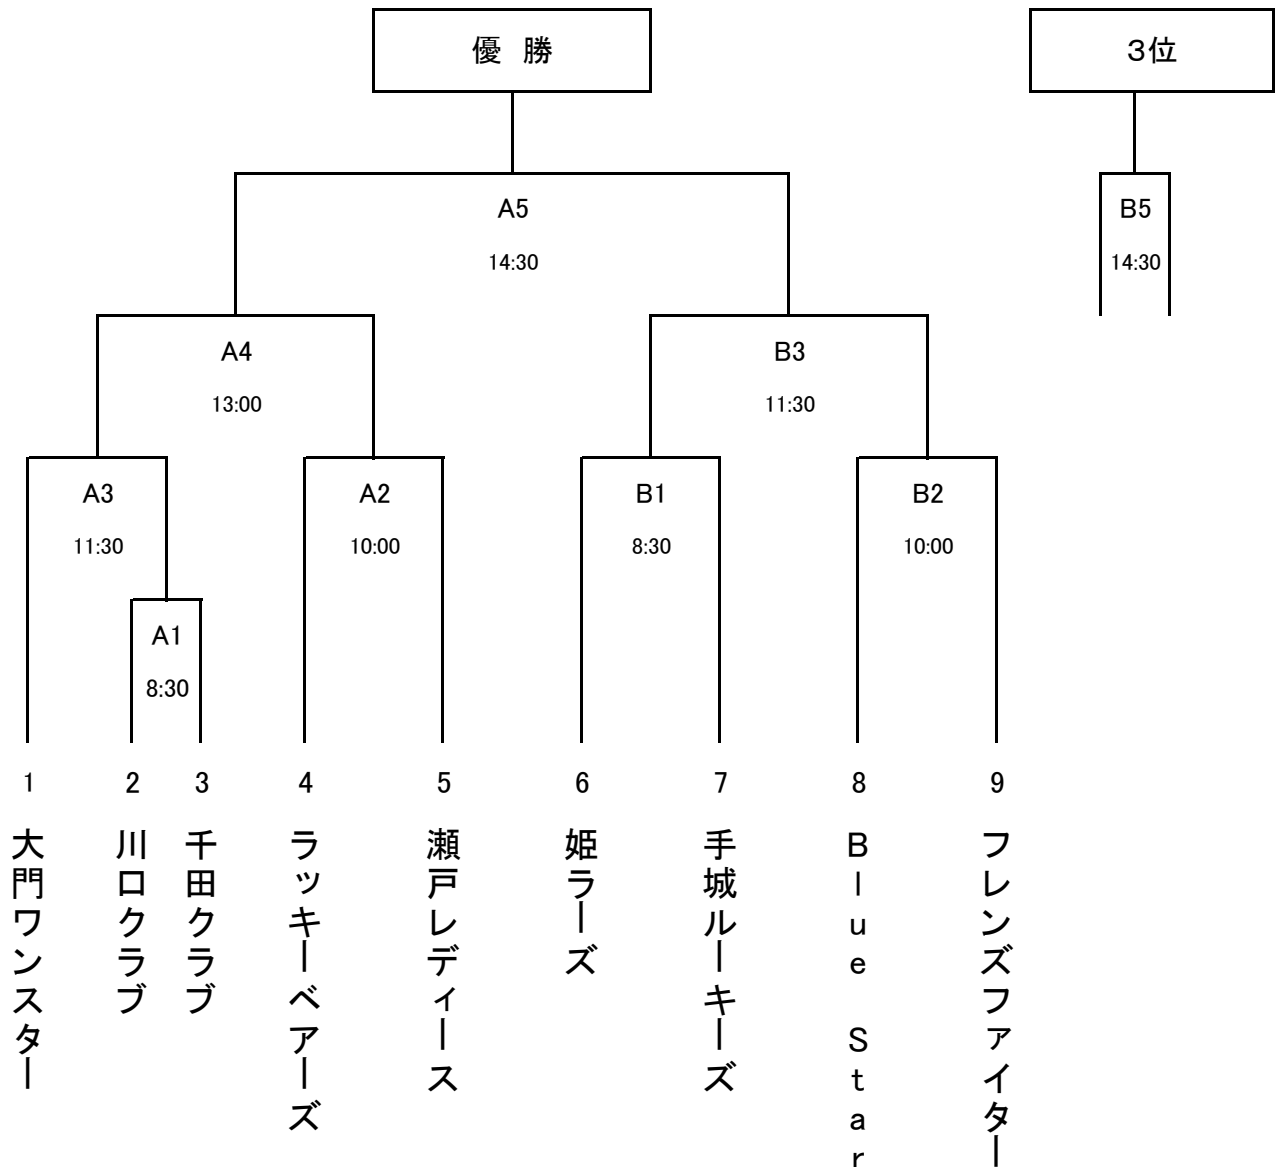 優 勝
３位
A5
B5
14:30
14:30
A4
B3
13:00
11:30
A3
A2
B1
B2
11:30
10:00
8:30
10:00
A1
8:30
1
2
3
4
5
6
7
8
9
大門ワンスター
川口クラブ
千田クラブ
ラッキーベアーズ
瀬戸レディース
姫ラーズ
手城ルーキーズ
Blue Star
フレンズファイター